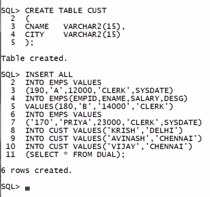 SQL> CREATE TABLE CUST
2 (
3 CNAME VARCHAR2(15),
4 CITY VARCHAR2(15)
5 );
Table created.
SQL> INSERT ALL
2 INTO EMPS VALUES
3 (190,'A',12000,'CLERK',SYSDATE)
4 INTO EMPS(EMPID,ENAME,SALARY,DESG)
5 VALUES(180,'B','14000','CLERK')
6 INTO EMPS VALUES
7 ('170','PRIYA',23000,'CLERK',SYSDATE)
8 INTO CUST VALUES('KRISH','DELHI')
9 INTO CUST VALUES('AVINASH','CHENNAI')
10 INTO CUST VALUES('VIJAY','CHENNAI')
11 (SELECT * FROM DUAL);
6 rows created.
SQL>